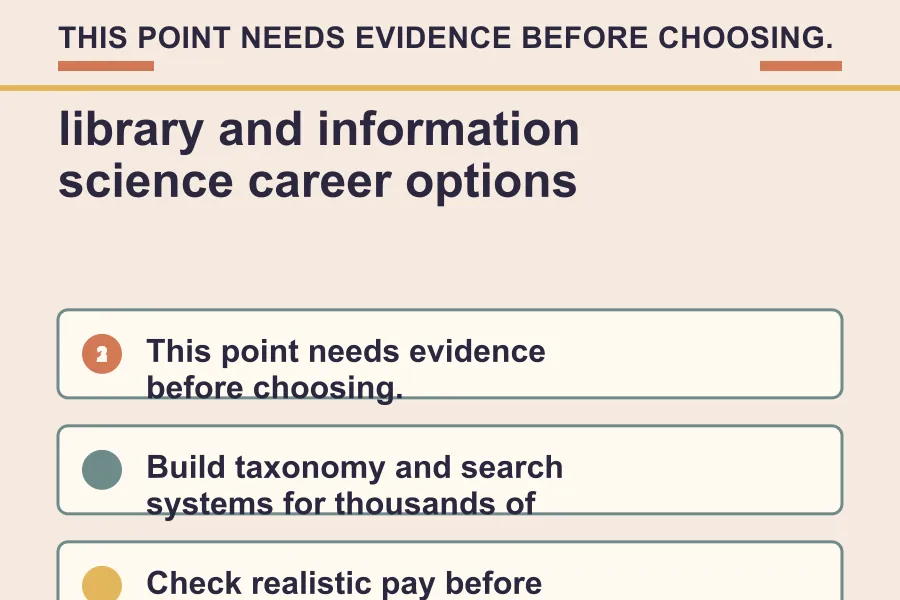 THIS POINT NEEDS EVIDENCE BEFORE CHOOSING.
library and information
science career options
This point needs evidence
before choosing.
Build taxonomy and search
systems for thousands of
Check realistic pay before